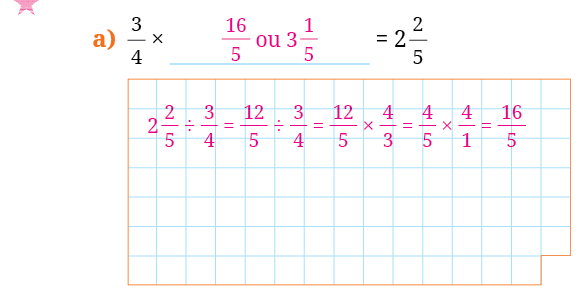 a) 3/4 × 16/5 ou 3 1/5 = 2 2/5
2 2/5 ÷ 3/4 = 12/5 ÷ 3/4 = 12/5 × 4/3 = 4/5 × 4/1 = 16/5